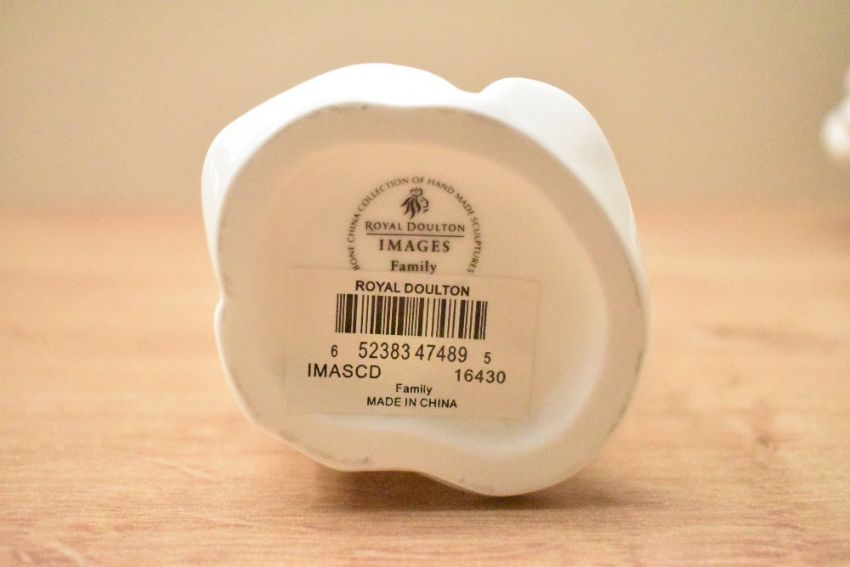 BONE CHINA COLLECTION OF HAND MADE SCULPTURES
ROYAL DOULTON
IMAGES
Family
ROYAL DOULTON
6 52383 47489 5
IMASCD 16430
Family
MADE IN CHINA